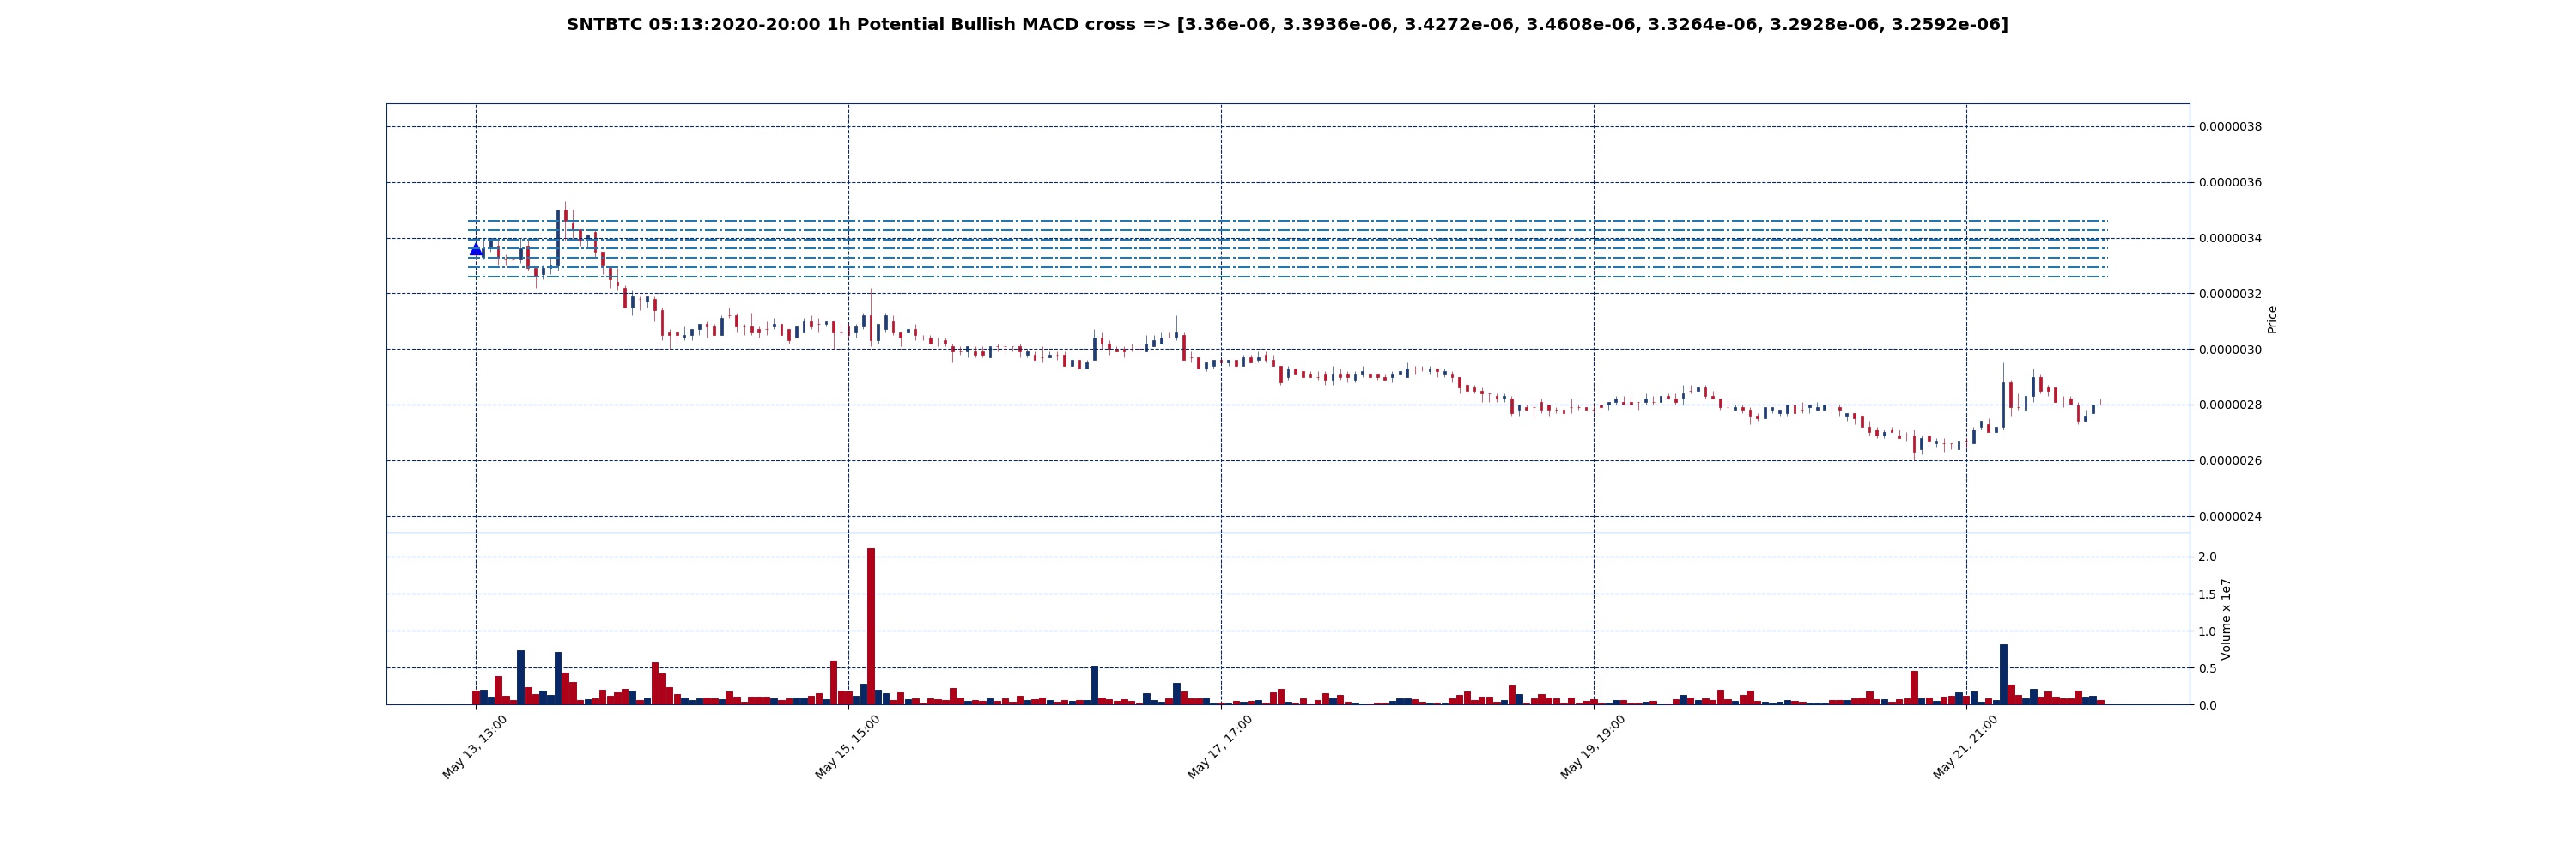 SNTBTC 05:13:2020-20:00 1h Potential Bullish MACD cross => [3.36e-06, 3.3936e-06, 3.4272e-06, 3.4608e-06, 3.3264e-06, 3.2928e-06, 3.2592e-06]
0.0000038
0.0000036
0.0000034
0.0000032
0.0000030
0.0000028
0.0000026
0.0000024
Price
2.0
1.5
1.0
0.5
0.0
Volume x 1e7
May 13, 13:00
May 15, 15:00
May 17, 17:00
May 19, 19:00
May 21, 21:00